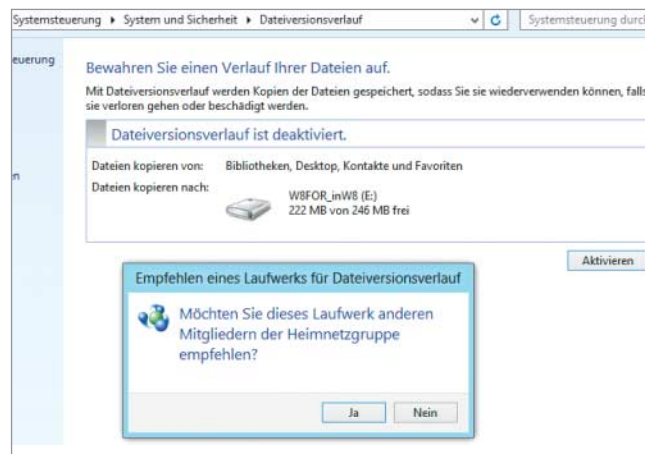 Systemsteuerung ▸ System und Sicherheit ▸ Dateiversionsverlauf
Systemsteuerung durch
euerung
Bewahren Sie einen Verlauf Ihrer Dateien auf.
Mit Dateiversionsverlauf werden Kopien der Dateien gespeichert, sodass Sie sie wiederverwenden können, falls
sie verloren gehen oder beschädigt werden.
Dateiversionsverlauf ist deaktiviert.
Dateien kopieren von: Bibliotheken, Desktop, Kontakte und Favoriten
en
Dateien kopieren nach:
W8FOR_inW8 (E:)
222 MB von 246 MB frei
Aktivieren
Empfehlen eines Laufwerks für Dateiversionsverlauf
Möchten Sie dieses Laufwerk anderen
Mitgliedern der Heimnetzgruppe
empfehlen?
Ja Nein